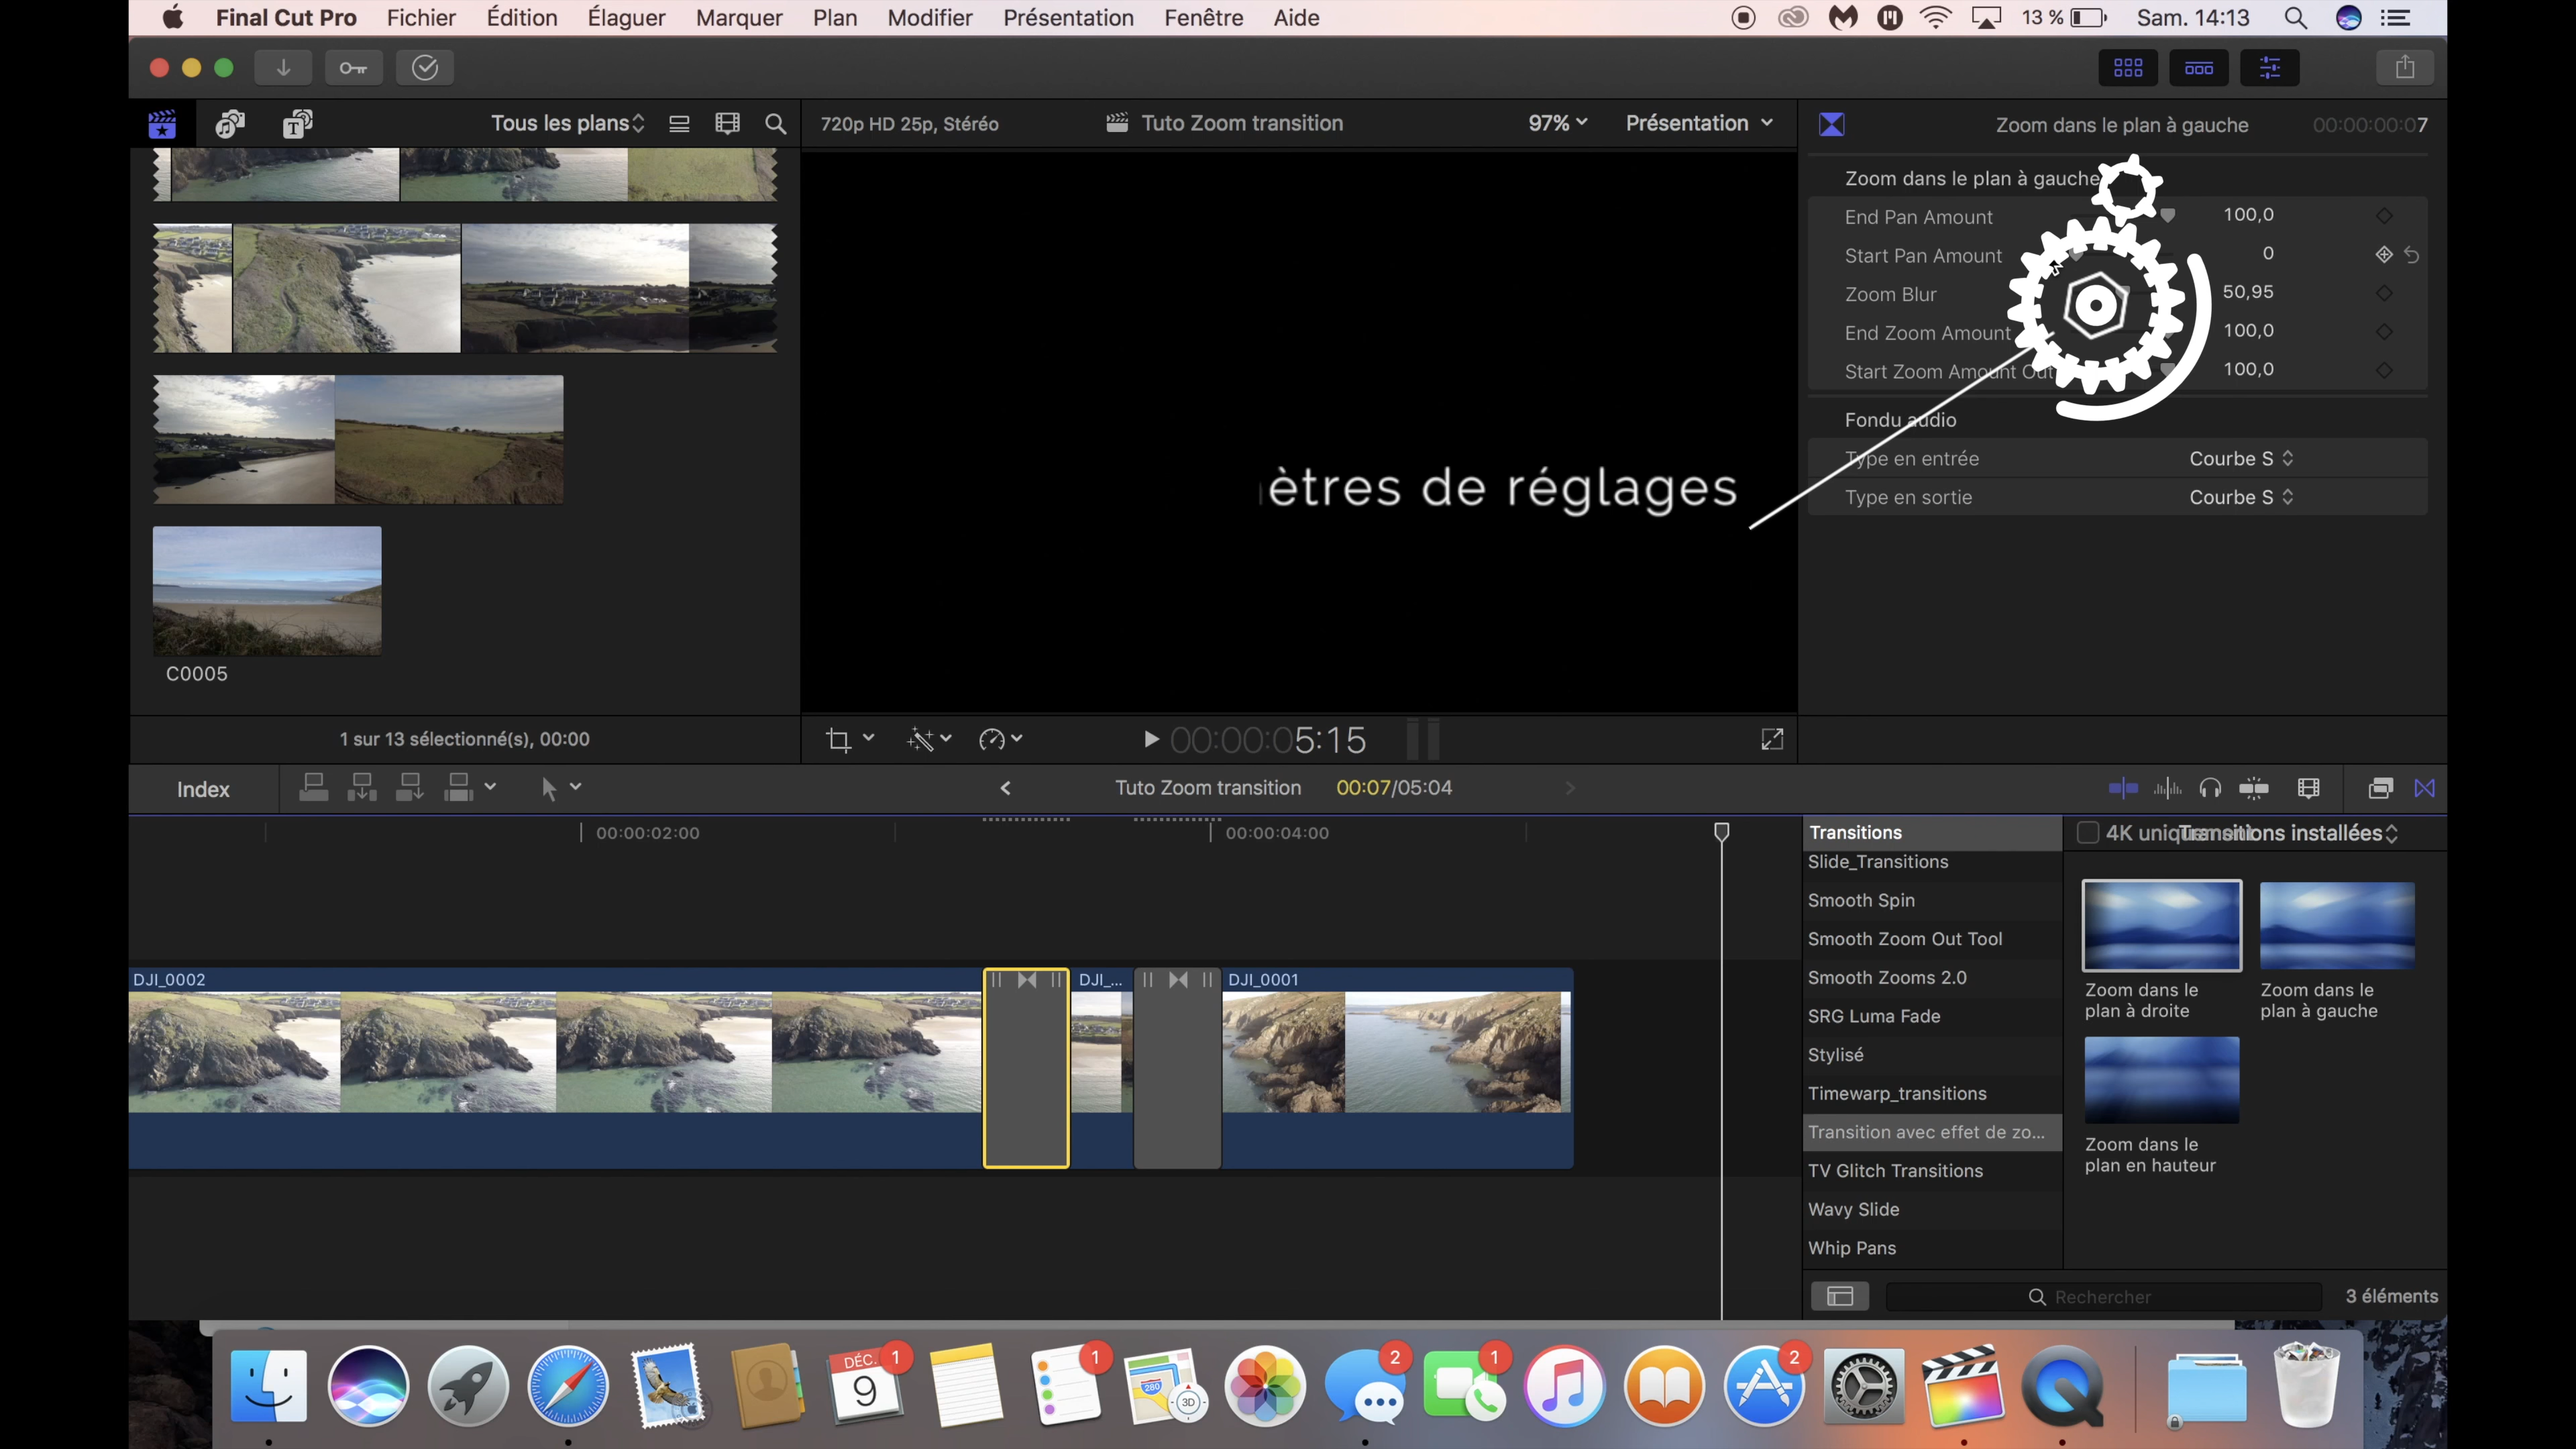 Final Cut Pro Fichier Édition Élaguer Marquer Plan Modifier Présentation Fenêtre Aide 13 % Sam. 14:13
Tous les plans
720p HD 25p, Stéréo Tuto Zoom transition 97% Présentation
Zoom dans le plan à gauche 00:00:00:07
Zoom dans le plan à gauche
End Pan Amount 100,0
Start Pan Amount 0
Zoom Blur 50,95
End Zoom Amount 100,0
Start Zoom Amount Out 100,0
Fondu audio
Type en entrée Courbe S
Type en sortie Courbe S
ètres de réglages
C0005
1 sur 13 sélectionné(s), 00:00
00:00:05:15
Index
Tuto Zoom transition 00:07/05:04
00:00:02:00 00:00:04:00
DJI_0002 DJI_... DJI_0001
Transitions
Slide_Transitions
Smooth Spin
Smooth Zoom Out Tool
Smooth Zooms 2.0
SRG Luma Fade
Stylisé
Timewarp_transitions
Transition avec effet de zo...
TV Glitch Transitions
Wavy Slide
Whip Pans
4K Transitions installées
Zoom dans le
plan à droite
Zoom dans le
plan à gauche
Zoom dans le
plan en hauteur
Rechercher
3 éléments
DÉC. 1
9
1
280
3D
2
1
2